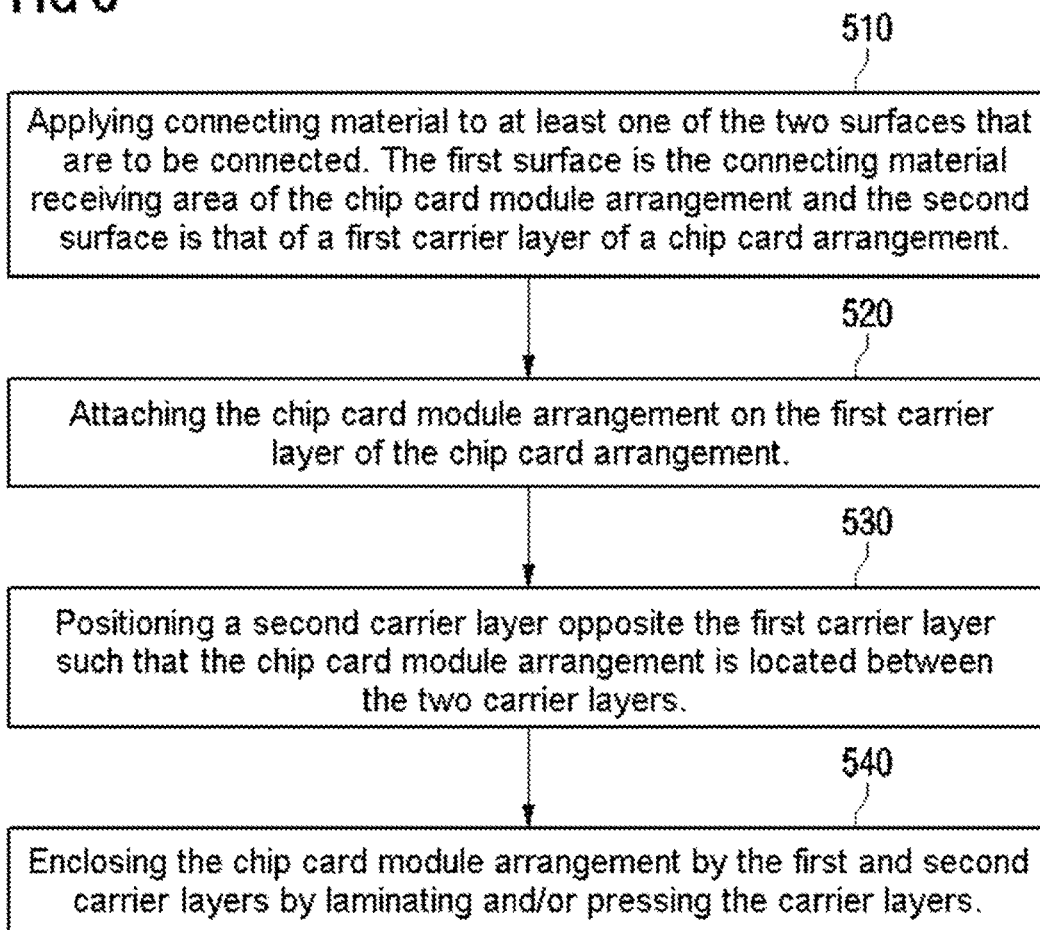 510
Applying connecting material to at least one of the two surfaces that
are to be connected. The first surface is the connecting material
receiving area of the chip card module arrangement and the second
surface is that of a first carrier layer of a chip card arrangement.
520
Attaching the chip card module arrangement on the first carrier
layer of the chip card arrangement.
530
Positioning a second carrier layer opposite the first carrier layer
such that the chip card module arrangement is located between
the two carrier layers.
540
Enclosing the chip card module arrangement by the first and second
carrier layers by laminating and/or pressing the carrier layers.